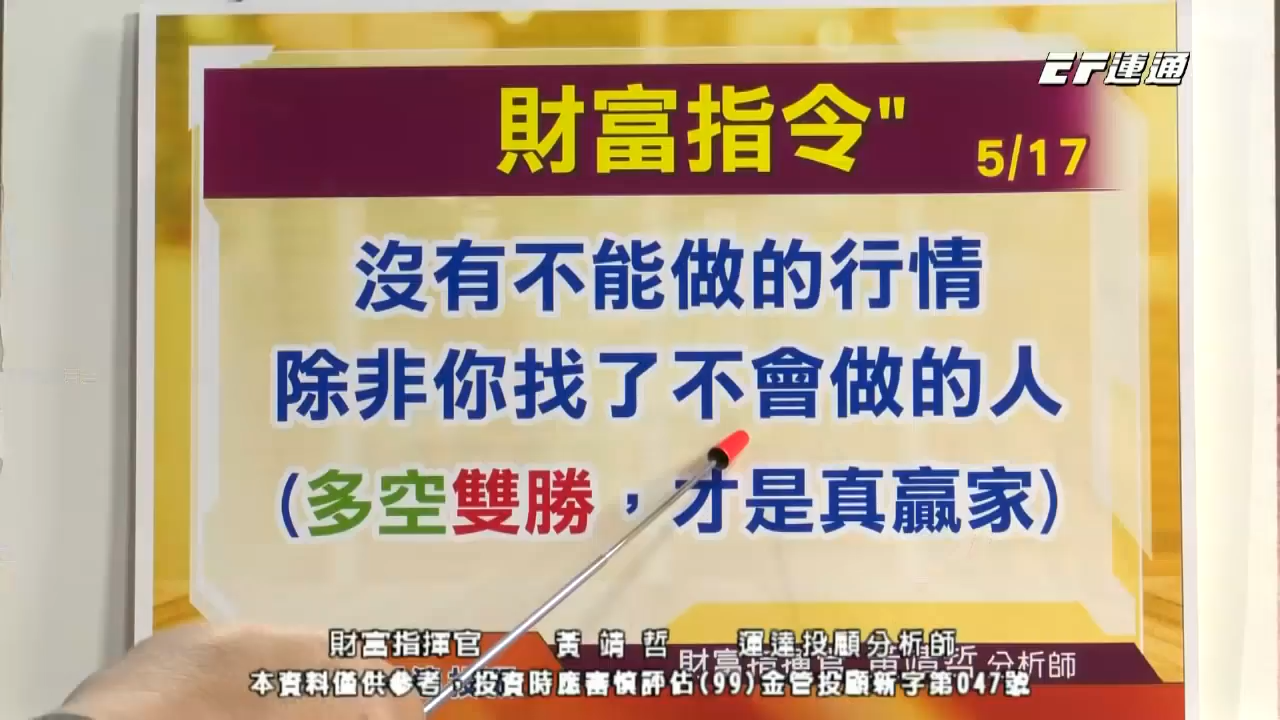 EF運通
財富指令"
5/17
沒有不能做的行情
除非你找了不會做的人
(多空雙勝，才是真贏家)
財富指揮官 黃靖哲 運達投顧分析師
財富指揮官 黃靖哲 分析師
本資料僅供參考 投資時應審慎評估(99)金管投顧新字第047號